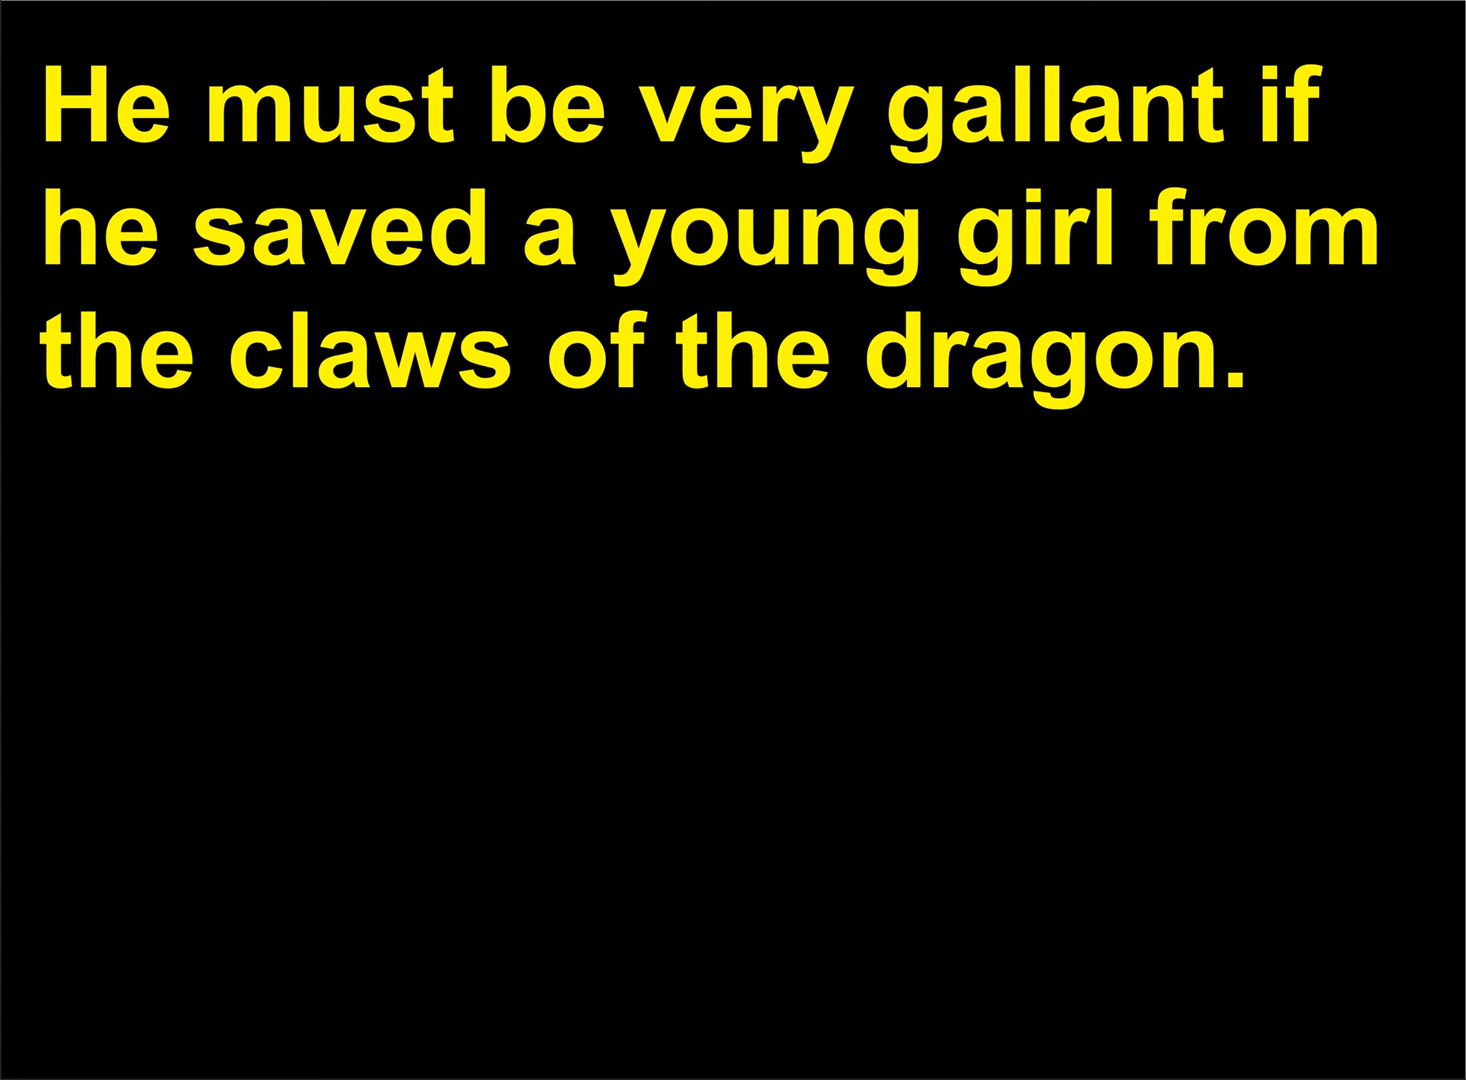 He must be very gallant if
he saved a young girl from
the claws of the dragon.